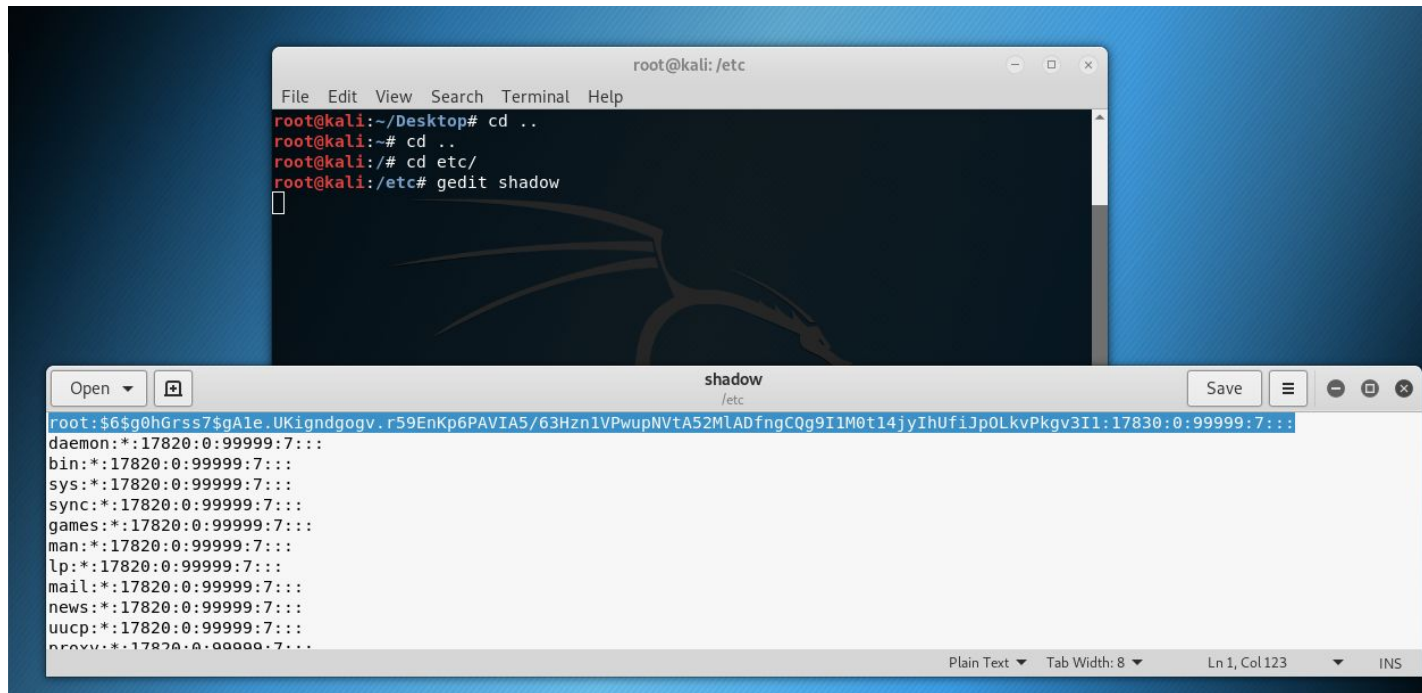 root@kali: /etc
File Edit View Search Terminal Help
root@kali:~/Desktop# cd ..
root@kali:~# cd ..
root@kali:/# cd etc/
root@kali:/etc# gedit shadow
Open
shadow
/etc
Save
root:$6$g0hGrss7$gA1e.UKigndgogv.r59EnKp6PAVIA5/63Hzn1VPwupNVtA52MlADfngCQg9I1M0t14jyIhUfiJpOLkvPkgv3I1:17830:0:99999:7:::
daemon:*:17820:0:99999:7:::
bin:*:17820:0:99999:7:::
sys:*:17820:0:99999:7:::
sync:*:17820:0:99999:7:::
games:*:17820:0:99999:7:::
man:*:17820:0:99999:7:::
lp:*:17820:0:99999:7:::
mail:*:17820:0:99999:7:::
news:*:17820:0:99999:7:::
uucp:*:17820:0:99999:7:::
proxy:*:17820:0:99999:7:::
Plain Text Tab Width: 8 Ln 1, Col 123 INS